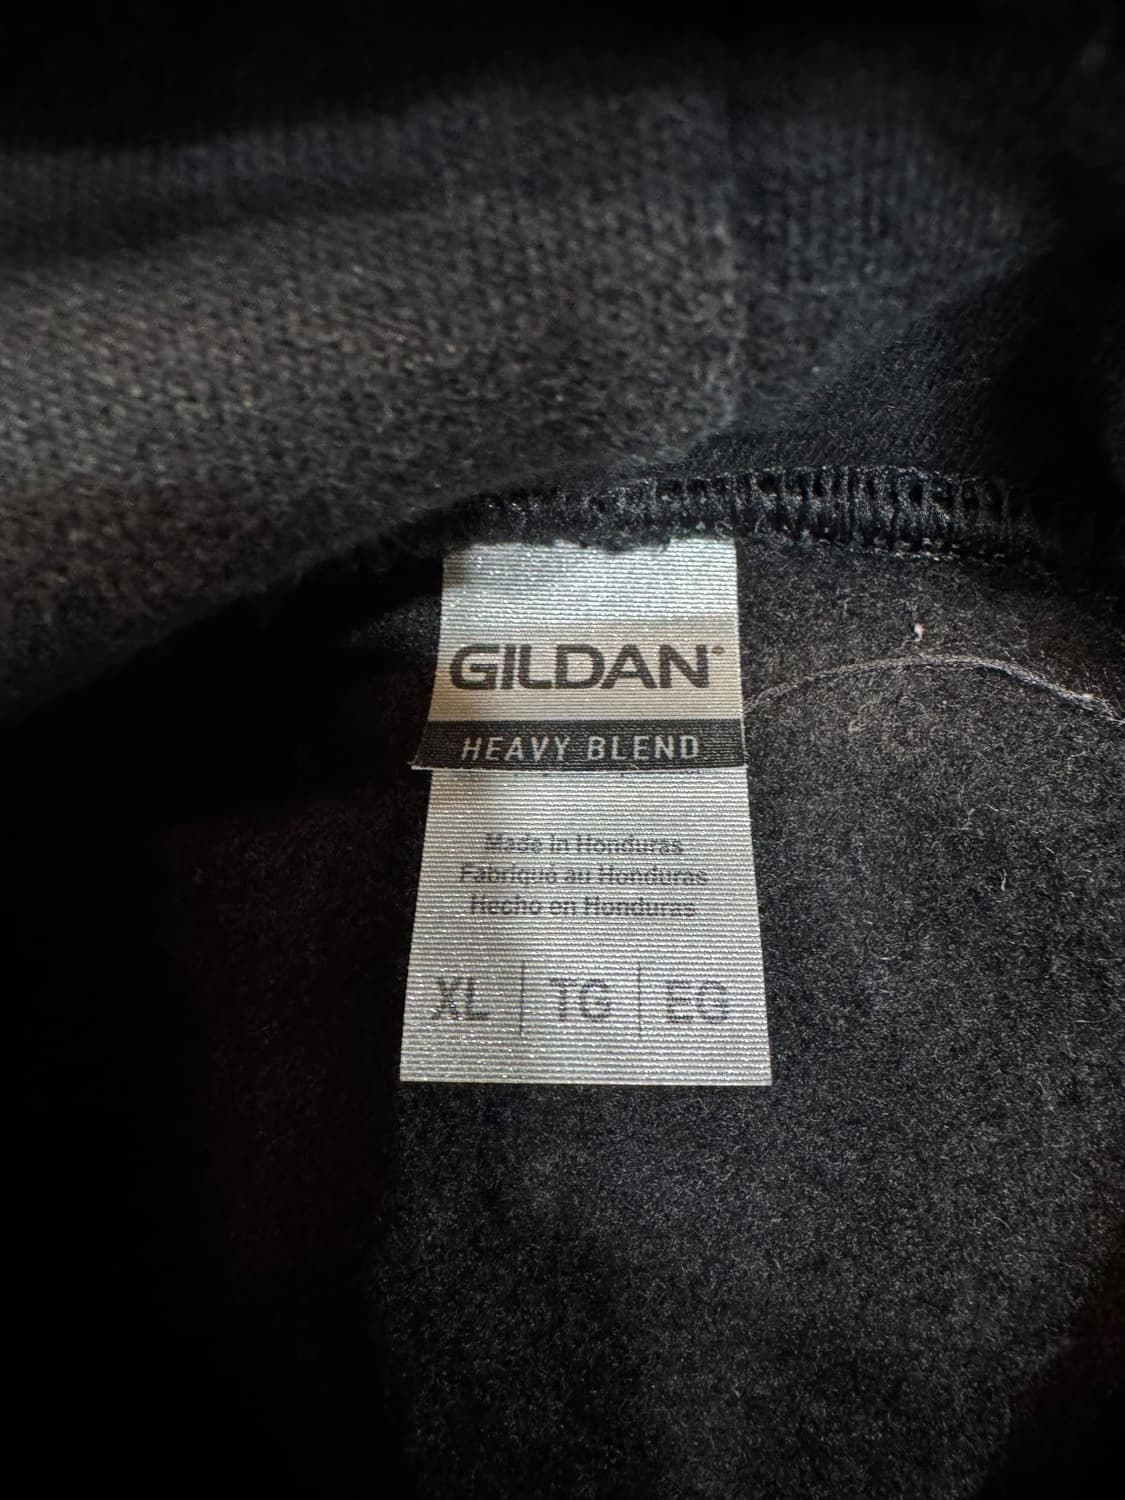 GILDAN®
HEAVY BLEND
Made in Honduras
Fabriqué au Honduras
Hecho en Honduras
XL | TG | EG